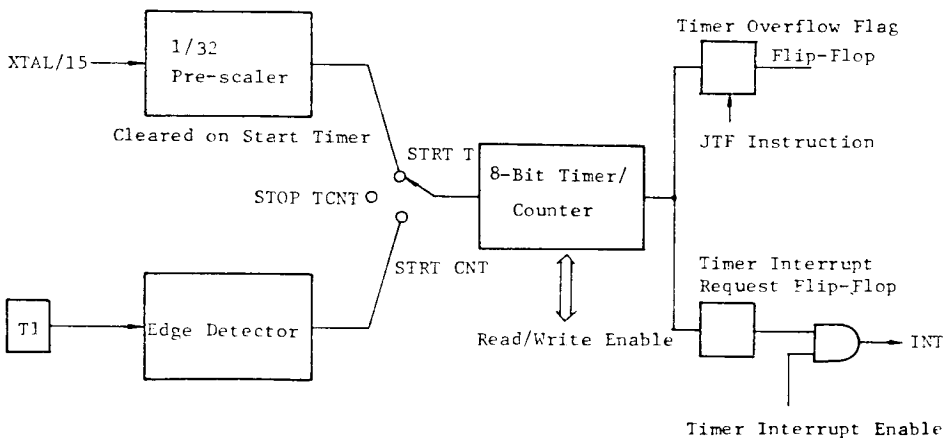 Timer Overflow Flag
Flip-Flop
1/32
Pre-scaler
XTAL/15
Cleared on Start Timer
JTF Instruction
STRT T
8-Bit Timer/
Counter
STOP TCNT
STRT CNT
Timer Interrupt
Request Flip-Flop
T1
Edge Detector
Read/Write Enable
INT
Timer Interrupt Enable